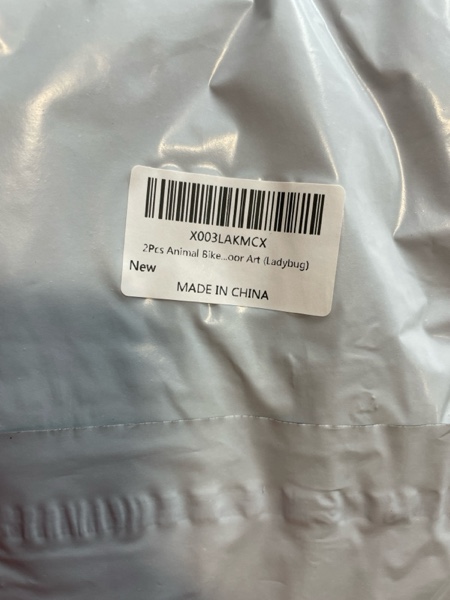 X003LAKMCX
2Pcs Animal Bike...oor Art (Ladybug)
New
MADE IN CHINA